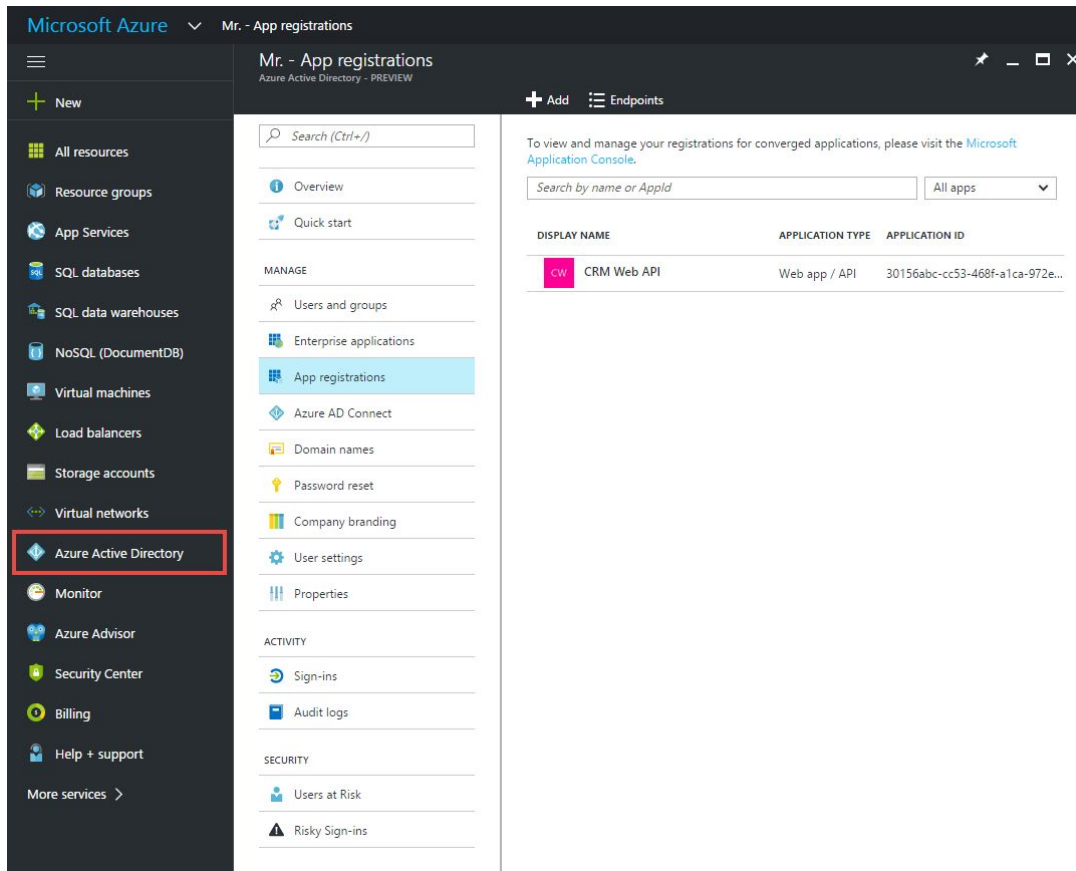 Microsoft Azure
Mr. - App registrations
New
All resources
Resource groups
App Services
SQL databases
SQL data warehouses
NoSQL (DocumentDB)
Virtual machines
Load balancers
Storage accounts
Virtual networks
Azure Active Directory
Monitor
Azure Advisor
Security Center
Billing
Help + support
More services
Mr. - App registrations
Azure Active Directory - PREVIEW
Search (Ctrl+/)
Overview
Quick start
MANAGE
Users and groups
Enterprise applications
App registrations
Azure AD Connect
Domain names
Password reset
Company branding
User settings
Properties
ACTIVITY
Sign-ins
Audit logs
SECURITY
Users at Risk
Risky Sign-ins
Add
Endpoints
To view and manage your registrations for converged applications, please visit the Microsoft
Application Console.
Search by name or AppId
All apps
DISPLAY NAME APPLICATION TYPE APPLICATION ID
CW CRM Web API Web app / API 30156abc-cc53-468f-a1ca-972e...